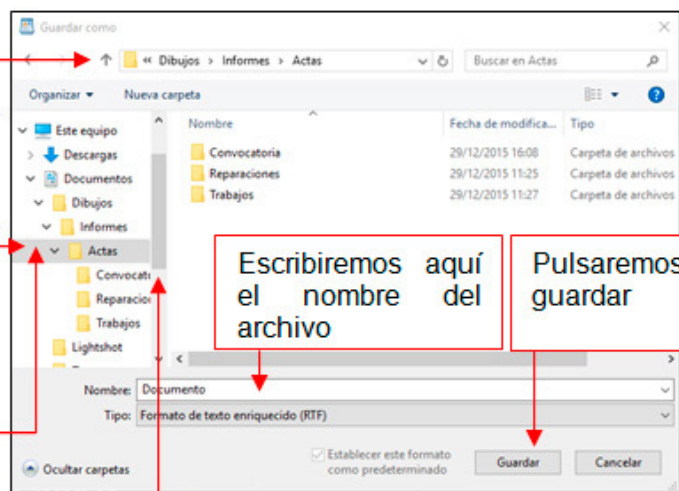 Guardar como
« Dibujos > Informes > Actas
Buscar en Actas
Organizar
Nueva carpeta
Este equipo
Descargas
Documentos
Dibujos
Informes
Actas
Convocat
Reparacio
Trabajos
Lightshot
Nombre
Fecha de modifica...
Tipo
Convocatoria
29/12/2015 16:08
Carpeta de archivos
Reparaciones
29/12/2015 11:25
Carpeta de archivos
Trabajos
29/12/2015 11:27
Carpeta de archivos
Escribiremos aquí
el nombre del
archivo
Pulsaremos
guardar
Nombre: Documento
Tipo: Formato de texto enriquecido (RTF)
Ocultar carpetas
Establecer este formato
como predeterminado
Guardar
Cancelar